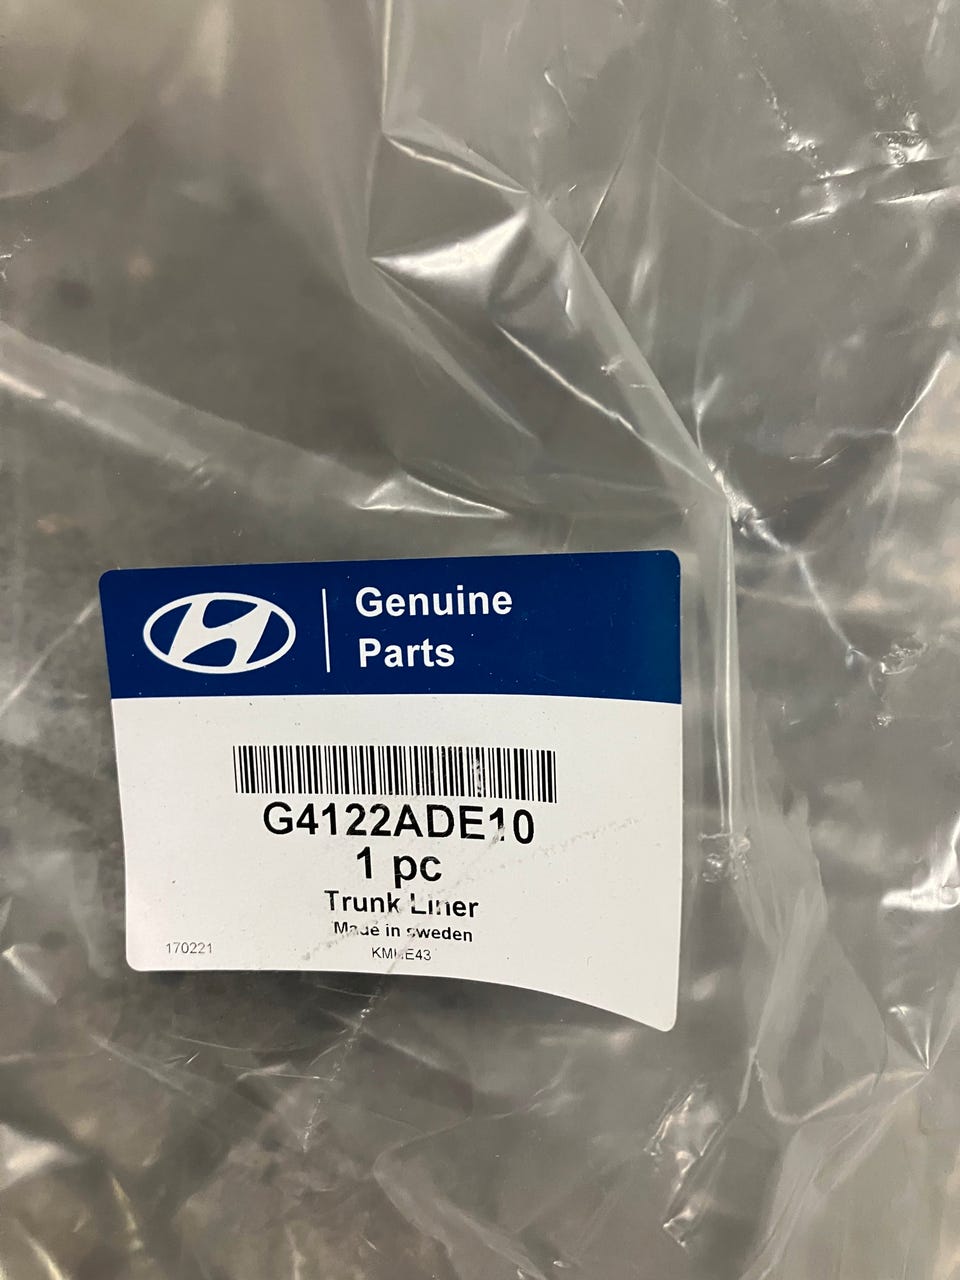 Genuine
Parts
G4122ADE10
1 pc
Trunk Liner
Made in sweden
170221